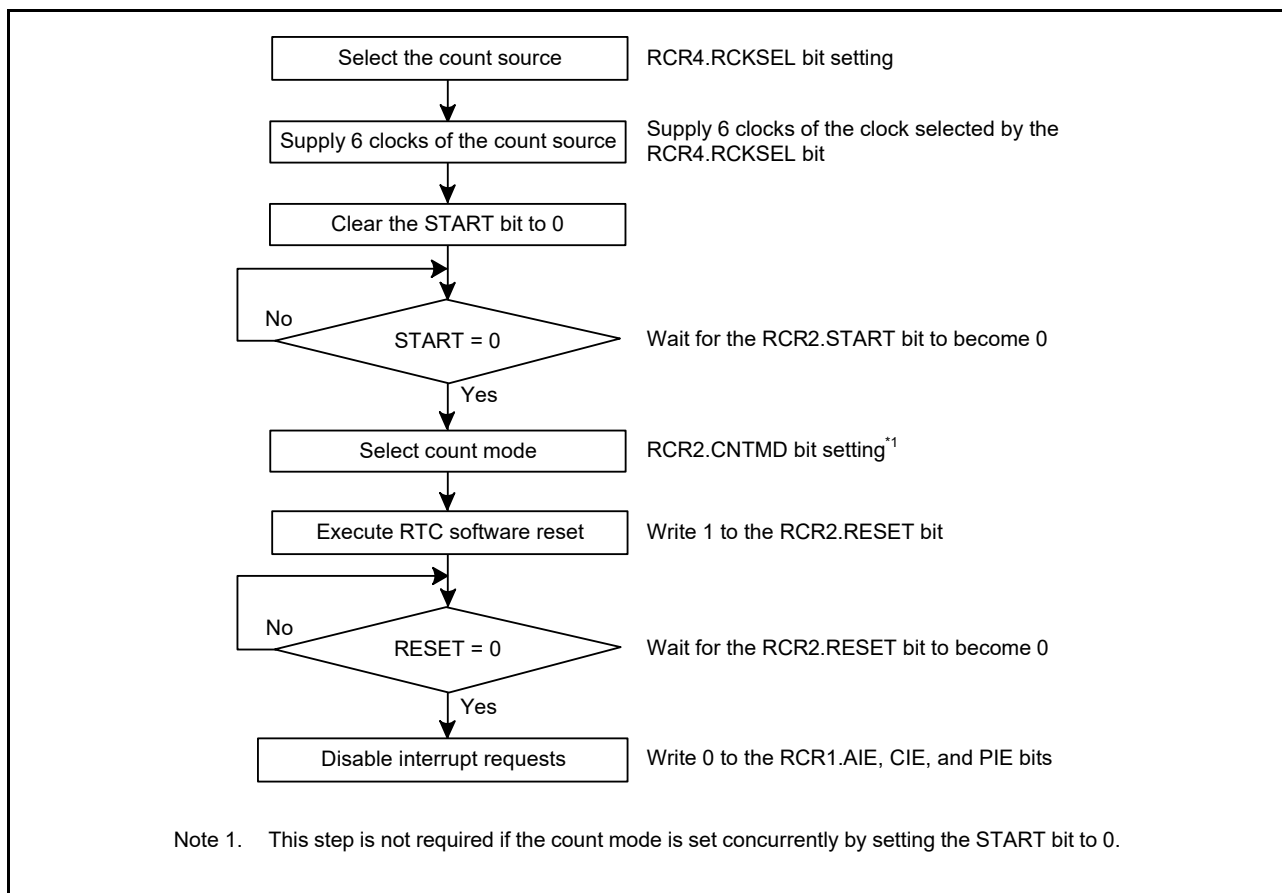 Select the count source
RCR4.RCKSEL bit setting
Supply 6 clocks of the count source
Supply 6 clocks of the clock selected by the
RCR4.RCKSEL bit
Clear the START bit to 0
No
START = 0
Wait for the RCR2.START bit to become 0
Yes
Select count mode
RCR2.CNTMD bit setting*1
Execute RTC software reset
Write 1 to the RCR2.RESET bit
No
RESET = 0
Wait for the RCR2.RESET bit to become 0
Yes
Disable interrupt requests
Write 0 to the RCR1.AIE, CIE, and PIE bits
Note 1. This step is not required if the count mode is set concurrently by setting the START bit to 0.